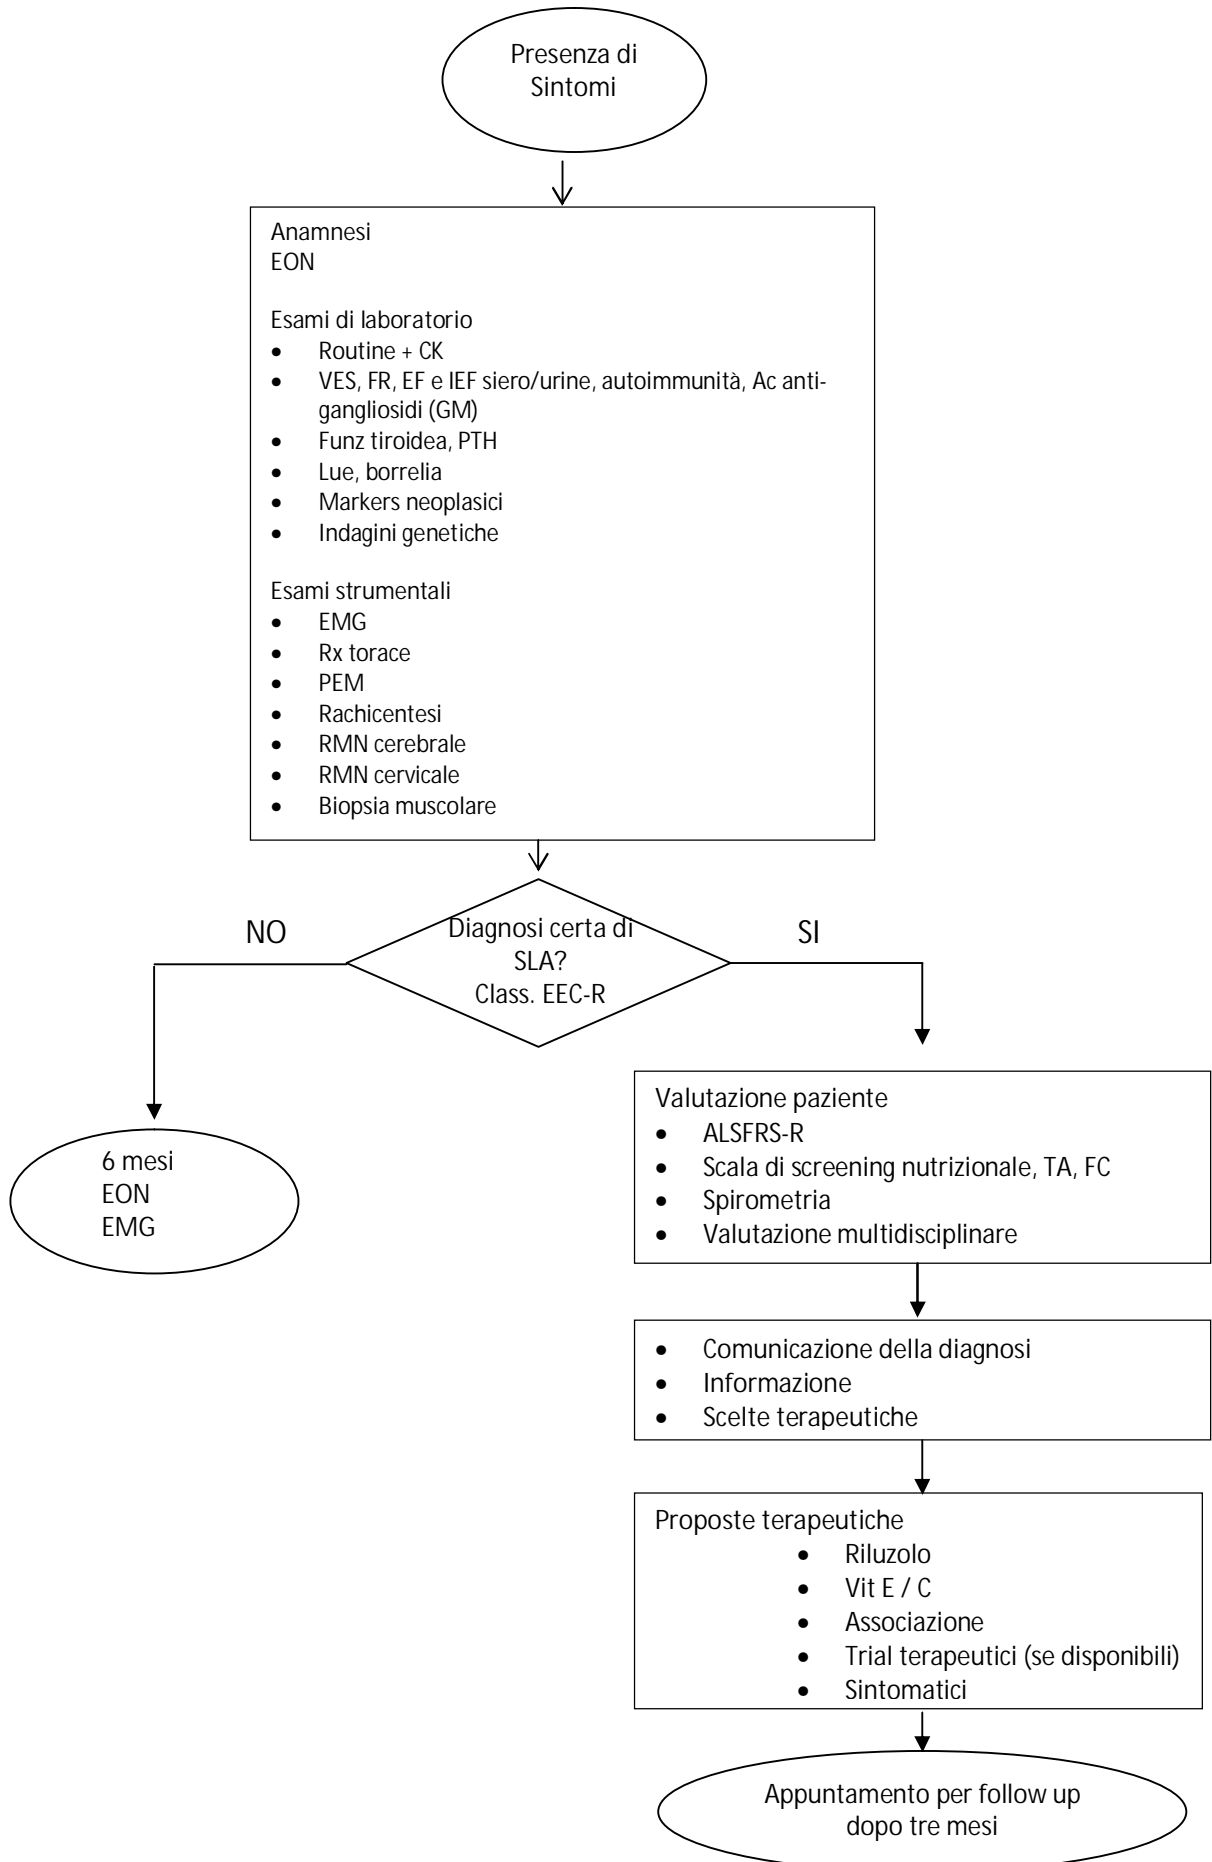 Presenza di
Sintomi
Anamnesi
EON
Esami di laboratorio
• Routine + CK
• VES, FR, EF e IEF siero/urine, autoimmunità, Ac anti-
gangliosidi (GM)
• Funz tiroidea, PTH
• Lue, borrelia
• Markers neoplasici
• Indagini genetiche
Esami strumentali
• EMG
• Rx torace
• PEM
• Rachicentesi
• RMN cerebrale
• RMN cervicale
• Biopsia muscolare
Diagnosi certa di
SLA?
Class. EEC-R
NO
SI
6 mesi
EON
EMG
Valutazione paziente
• ALSFRS-R
• Scala di screening nutrizionale, TA, FC
• Spirometria
• Valutazione multidisciplinare
• Comunicazione della diagnosi
• Informazione
• Scelte terapeutiche
Proposte terapeutiche
• Riluzolo
• Vit E / C
• Associazione
• Trial terapeutici (se disponibili)
• Sintomatici
Appuntamento per follow up
dopo tre mesi